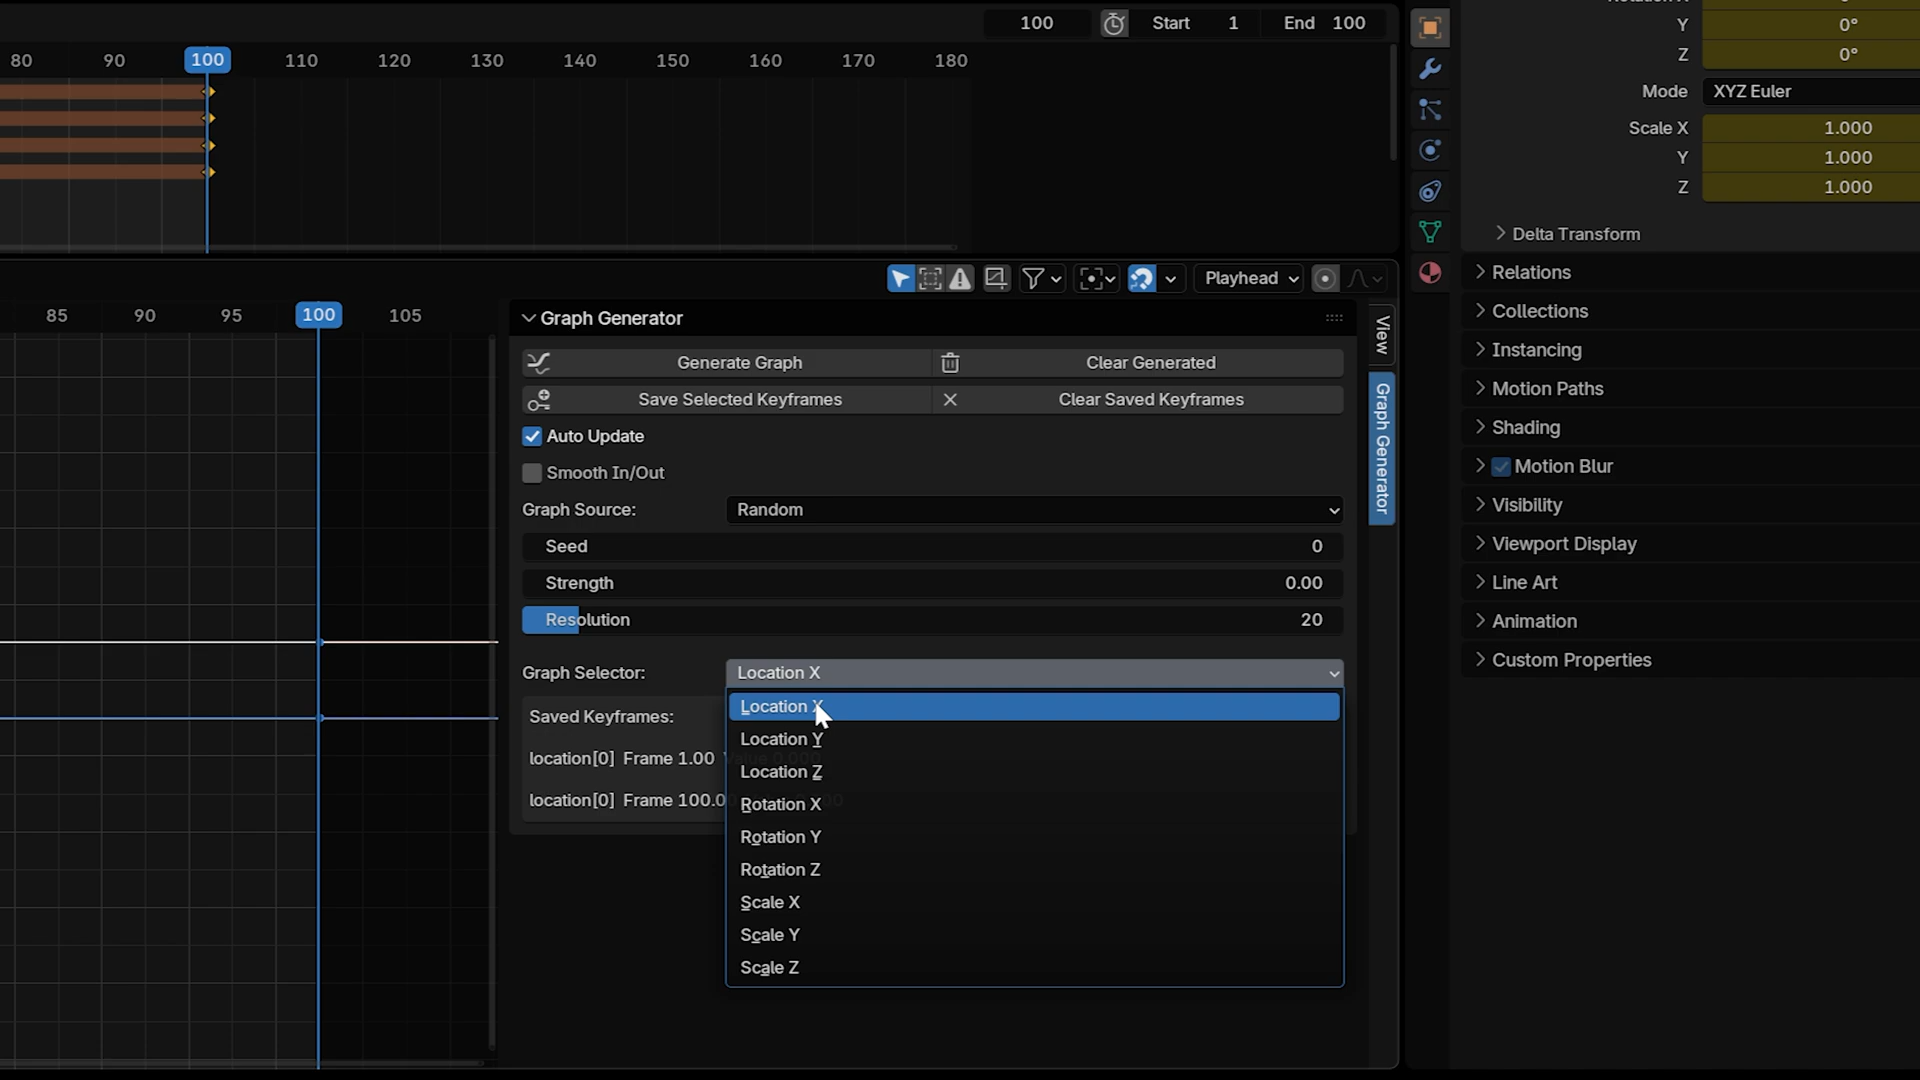 100 Start 1 End 100
80 90 100 110 120 130 140 150 160 170 180
Y 0°
Z 0°
Mode XYZ Euler
Scale X 1.000
Y 1.000
Z 1.000
Delta Transform
Relations
Collections
Instancing
Motion Paths
Shading
Motion Blur
Visibility
Viewport Display
Line Art
Animation
Custom Properties
Playhead
85 90 95 100 105
Graph Generator
View
Graph Generator
Generate Graph Clear Generated
Save Selected Keyframes Clear Saved Keyframes
Auto Update
Smooth In/Out
Graph Source: Random
Seed 0
Strength 0.00
Resolution 20
Graph Selector: Location X
Saved Keyframes:
location[0] Frame 1.00
location[0] Frame 100.0
Location X
Location Y
Location Z
Rotation X
Rotation Y
Rotation Z
Scale X
Scale Y
Scale Z